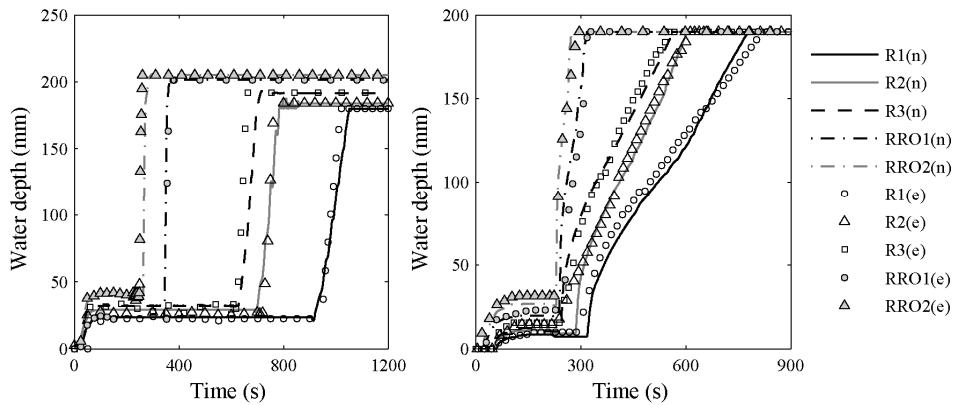 250
200
150
100
50
0
Water depth (mm)
0 400 800 1200
Time (s)
200
150
100
50
0
Water depth (mm)
0 300 600 900
Time (s)
R1(n)
R2(n)
R3(n)
RRO1(n)
RRO2(n)
R1(e)
R2(e)
R3(e)
RRO1(e)
RRO2(e)